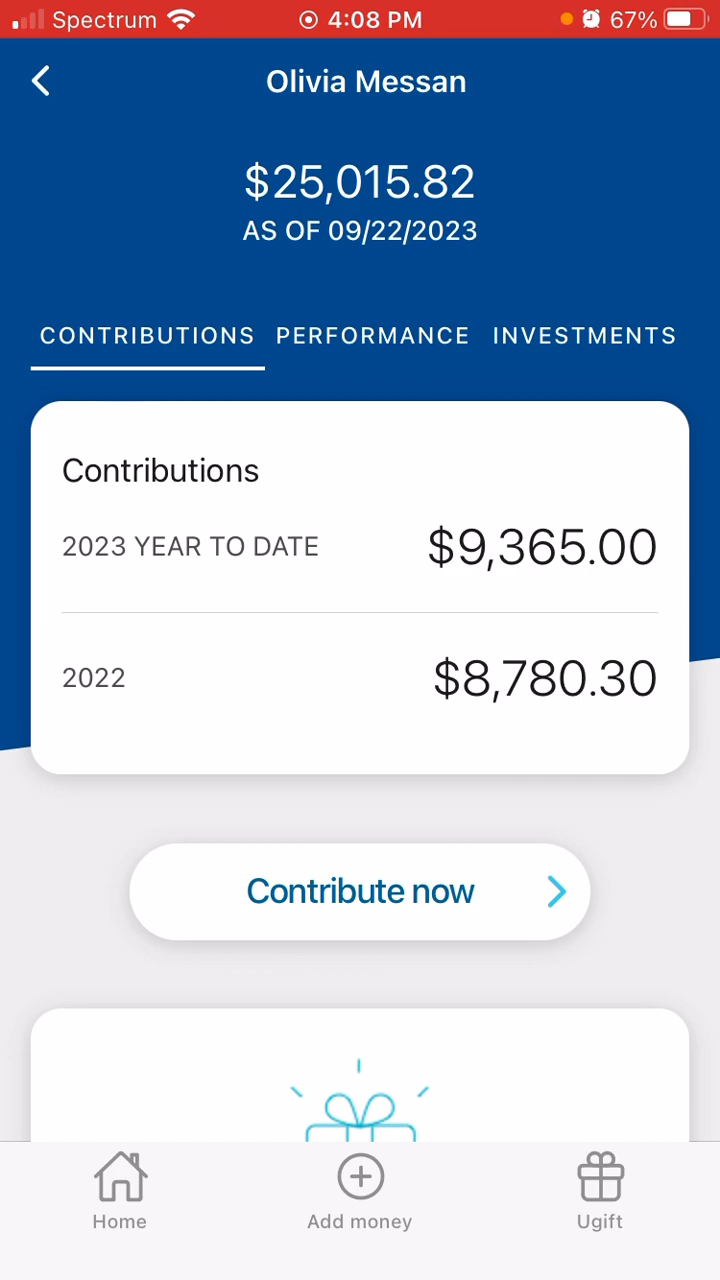 Spectrum 4:08 PM 67%
Olivia Messan
$25,015.82
AS OF 09/22/2023
CONTRIBUTIONS PERFORMANCE INVESTMENTS
Contributions
2023 YEAR TO DATE $9,365.00
2022 $8,780.30
Contribute now
Home Add money Ugift